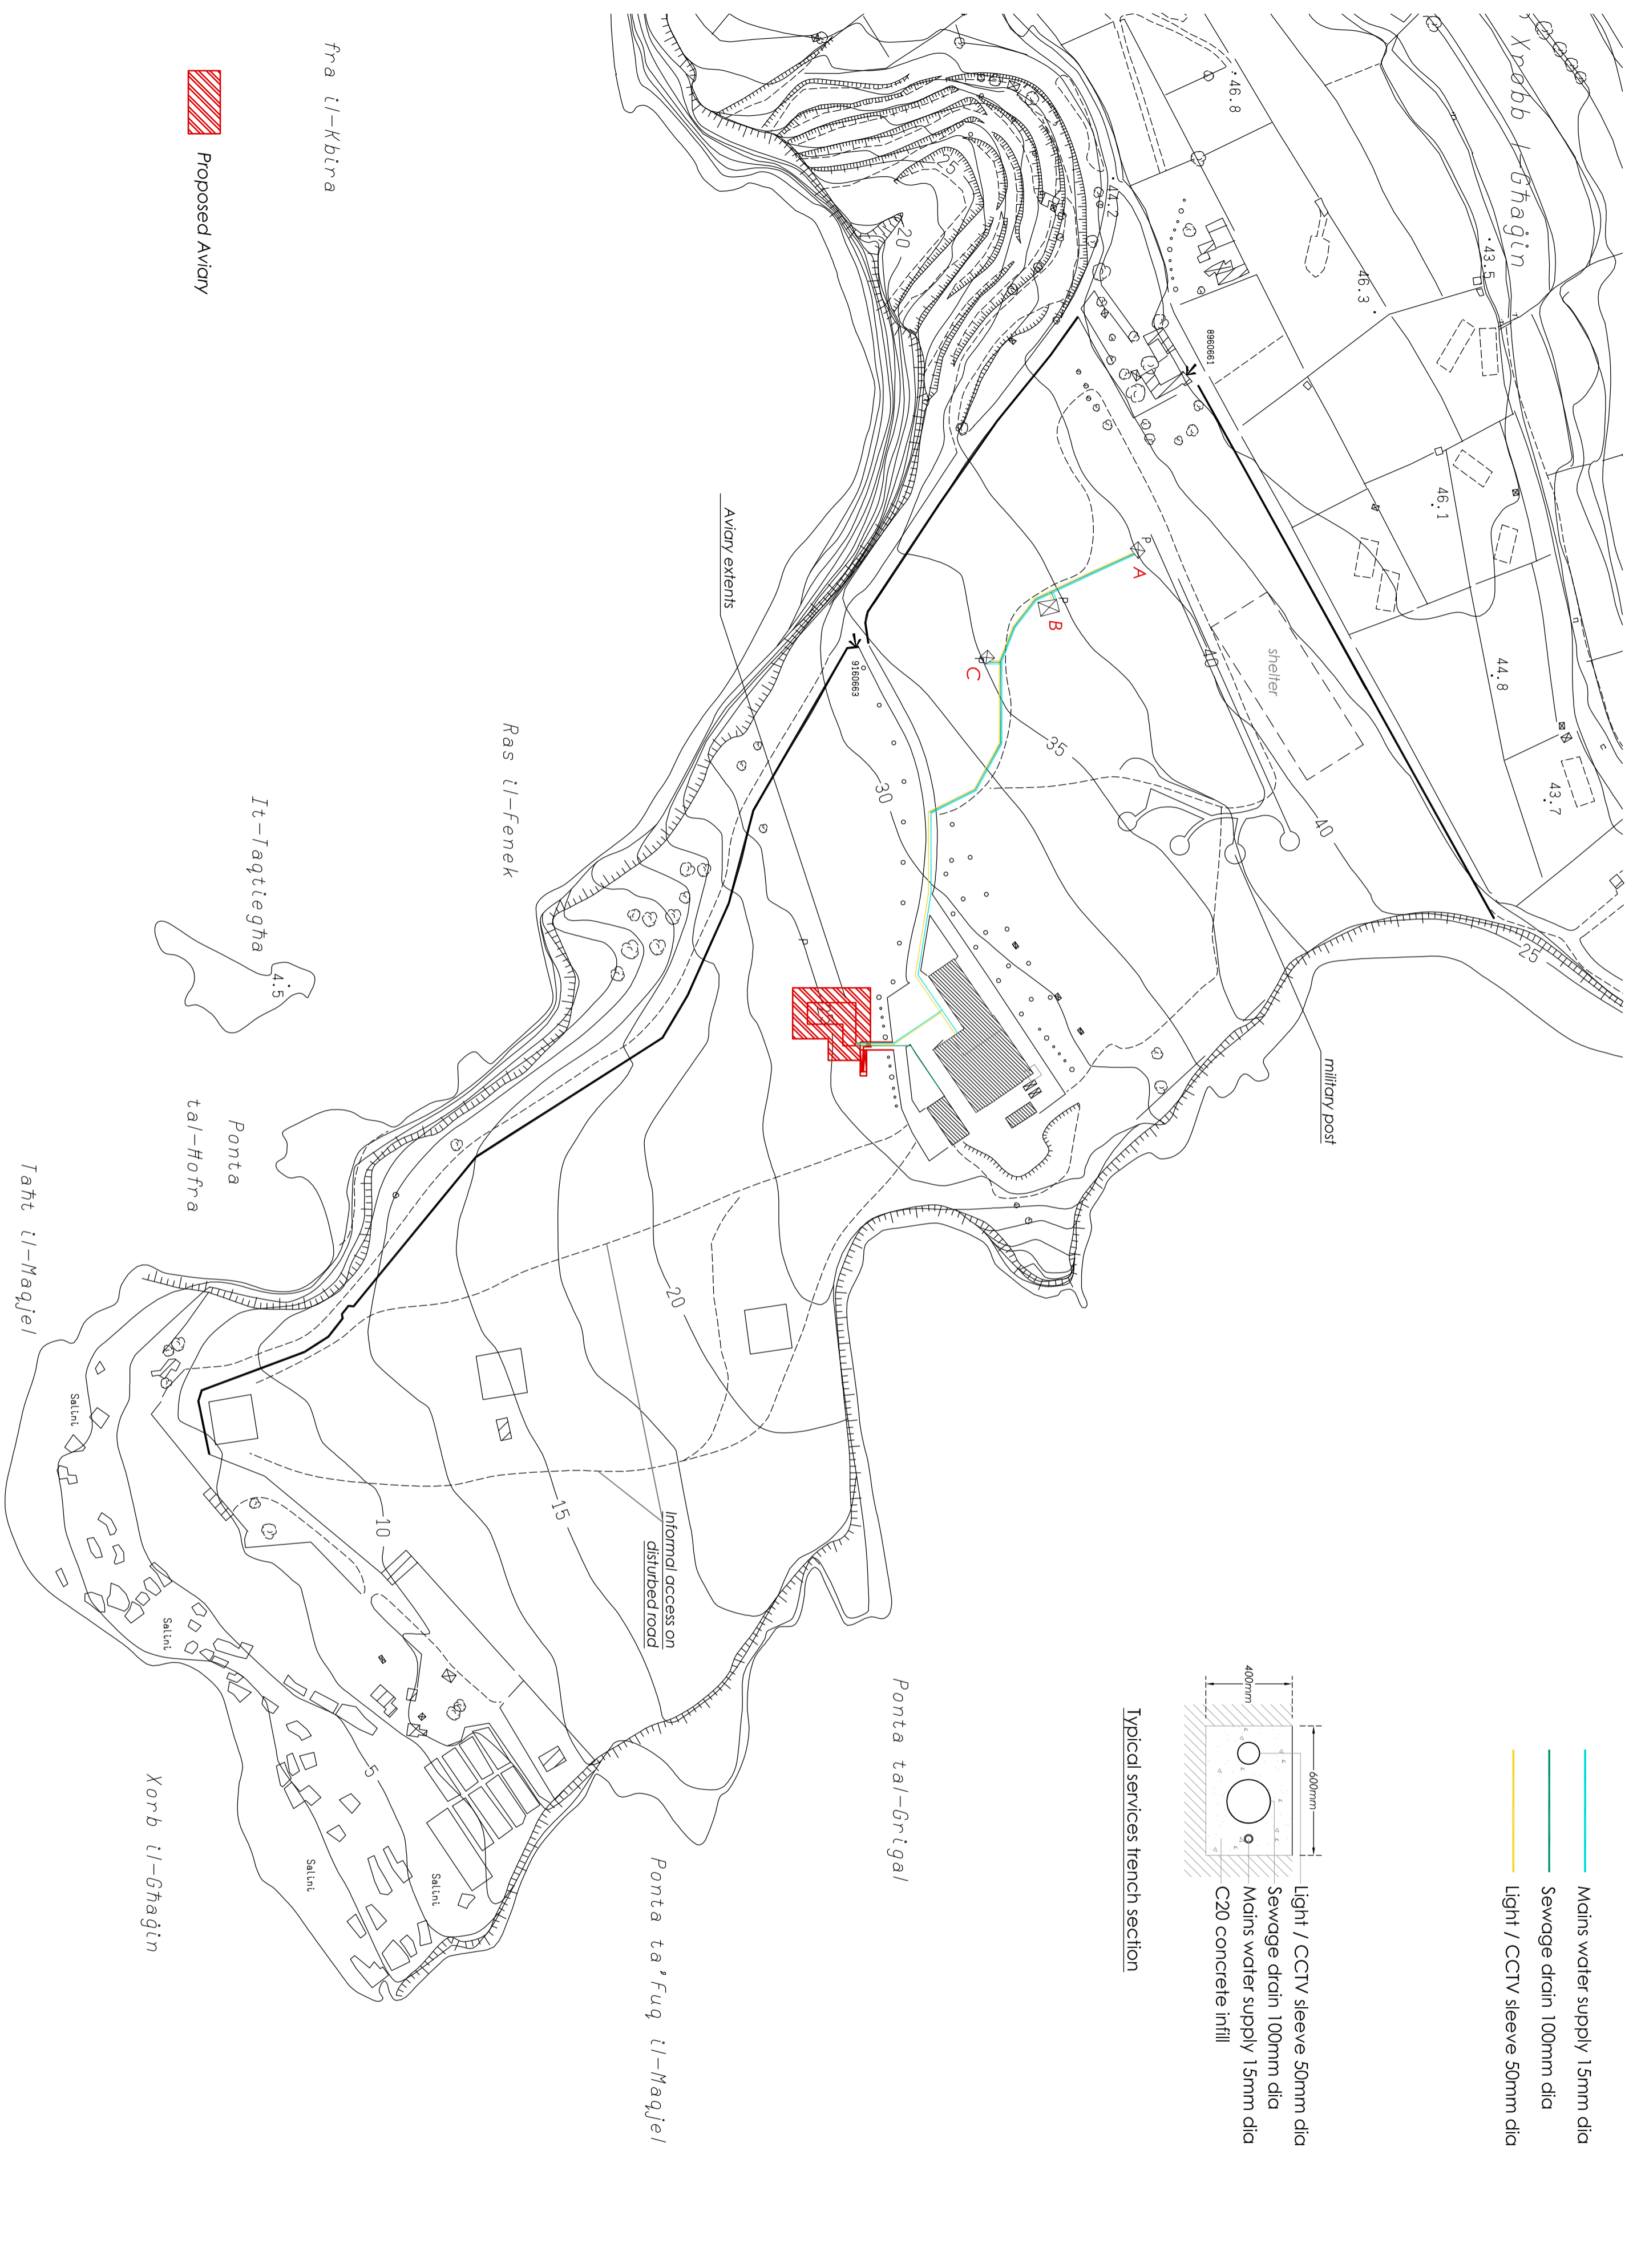 Xrobb l-Għaġin
46.8
43.5
44.2
46.3
46.1
44.8
43.7
8960661
9160663
25
20
40
40
35
30
25
20
15
10
5
4.5
shelter
military post
P
A
P
B
C
P
Aviary extents
Proposed Aviary
fra il-Kbira
Ras il-Fenek
It-Taqtiegħa
Ponta
tal-Hofra
Taħt il-Maqjel
Informal access on
disturbed road
Salini
Salini
Salini
Salini
Xorb il-Għaġin
Ponta ta'Fuq il-Maqjel
Ponta tal-Grigal
Mains water supply 15mm dia
Sewage drain 100mm dia
Light / CCTV sleeve 50mm dia
600mm
400mm
Light / CCTV sleeve 50mm dia
Sewage drain 100mm dia
Mains water supply 15mm dia
C20 concrete infill
Typical services trench section